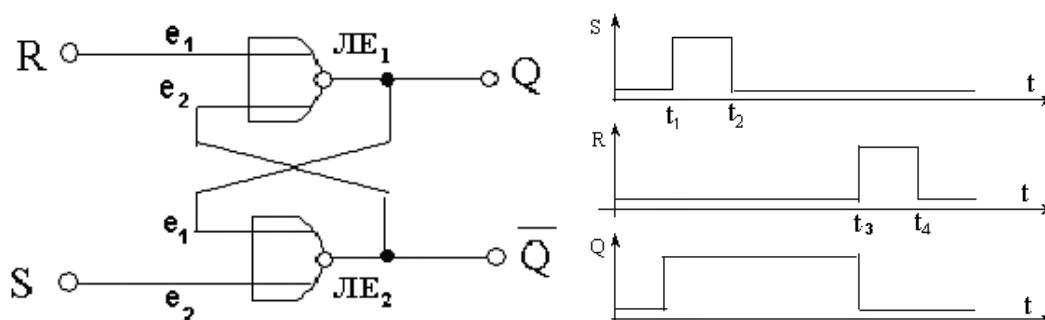 R e₁ ЛЕ₁ Q
e₂
e₁
S e₂ ЛЕ₂ Q̅
S t
t₁ t₂
R t
t₃ t₄
Q t